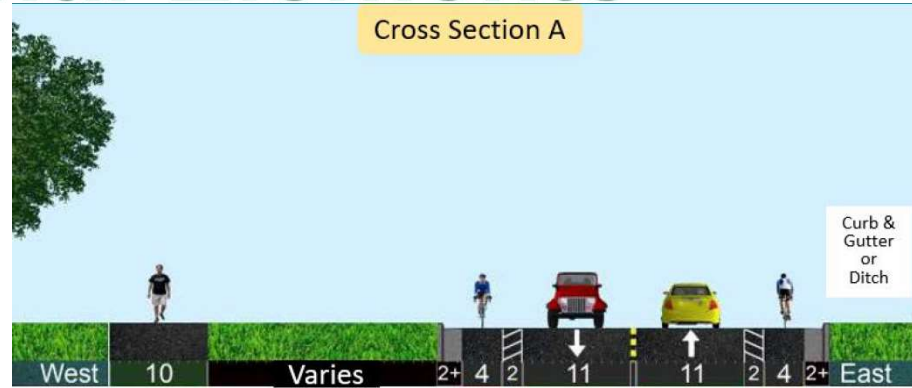 Cross Section A
Curb &
Gutter
or
Ditch
West 10 Varies 2+ 4 2 11 11 2 4 2+ East